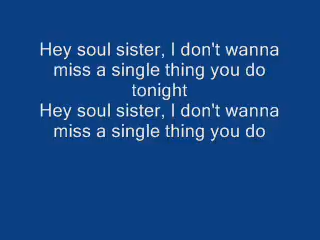 Hey soul sister, I don't wanna
miss a single thing you do
tonight
Hey soul sister, I don't wanna
miss a single thing you do